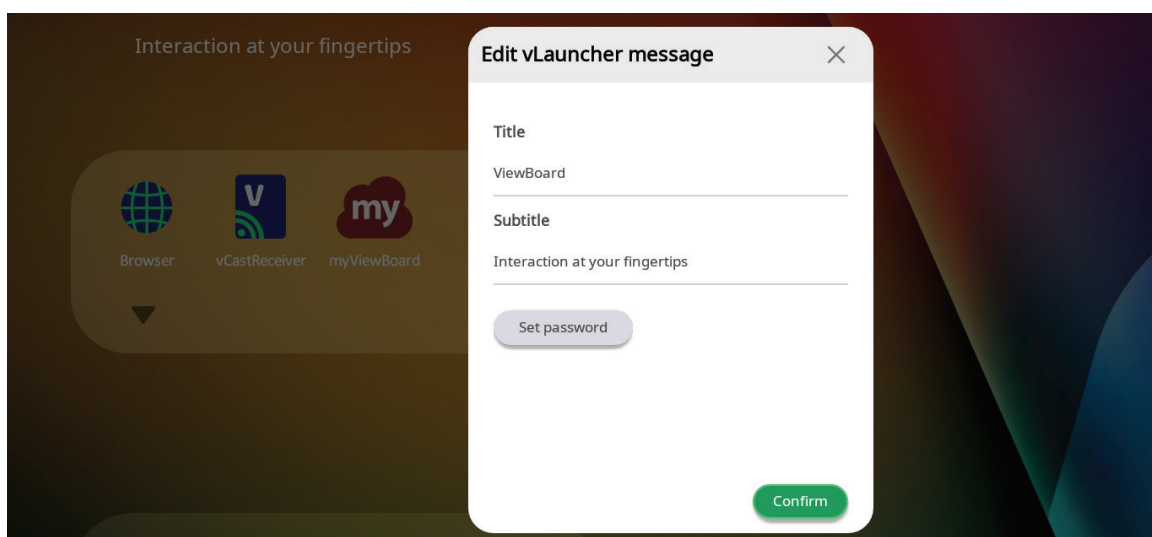 Interaction at your fingertips
Edit vLauncher message
Title
ViewBoard
Subtitle
Interaction at your fingertips
Set password
Confirm
V
my
Browser vCastReceiver myViewBoard